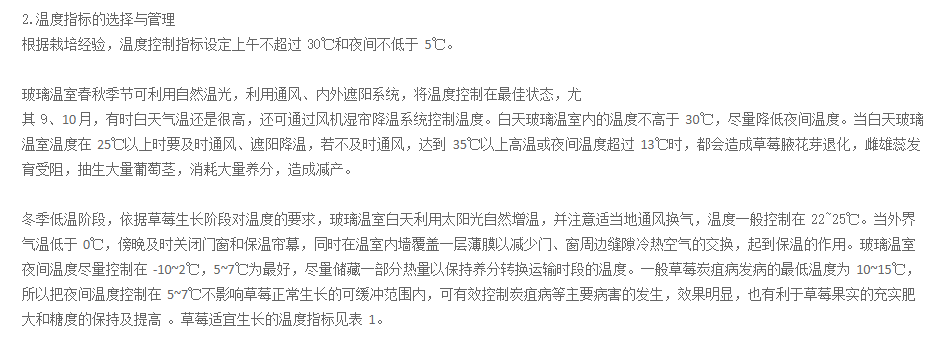 2.温度指标的选择与管理
根据栽培经验，温度控制指标设定上午不超过 30℃和夜间不低于 5℃。
玻璃温室春秋季节可利用自然温光，利用通风、内外遮阳系统，将温度控制在最佳状态，尤
其 9、10月，有时白天气温还是很高，还可通过风机湿帘降温系统控制温度。白天玻璃温室内的温度不高于 30℃，尽量降低夜间温度。当白天玻璃
温室温度在 25℃以上时要及时通风、遮阳降温，若不及时通风，达到 35℃以上高温或夜间温度超过 13℃时，都会造成草莓腋花芽退化，雌雄蕊发
育受阻，抽生大量葡萄茎，消耗大量养分，造成减产。
冬季低温阶段，依据草莓生长阶段对温度的要求，玻璃温室白天利用太阳光自然增温，并注意适当地通风换气，温度一般控制在 22~25℃。当外界
气温低于 0℃，傍晚及时关闭门窗和保温帘幕，同时在温室内墙覆盖一层薄膜以减少门、窗周边缝隙冷热空气的交换，起到保温的作用。玻璃温室
夜间温度尽量控制在 -10~2℃，5~7℃为最好，尽量储藏一部分热量以保持养分转换运输时段的温度。一般草莓炭疽病发病的最低温度为 10~15℃，
所以把夜间温度控制在 5~7℃不影响草莓正常生长的可缓冲范围内，可有效控制炭疽病等主要病害的发生，效果明显，也有利于草莓果实的充实肥
大和糖度的保持及提高 。草莓适宜生长的温度指标见表 1。